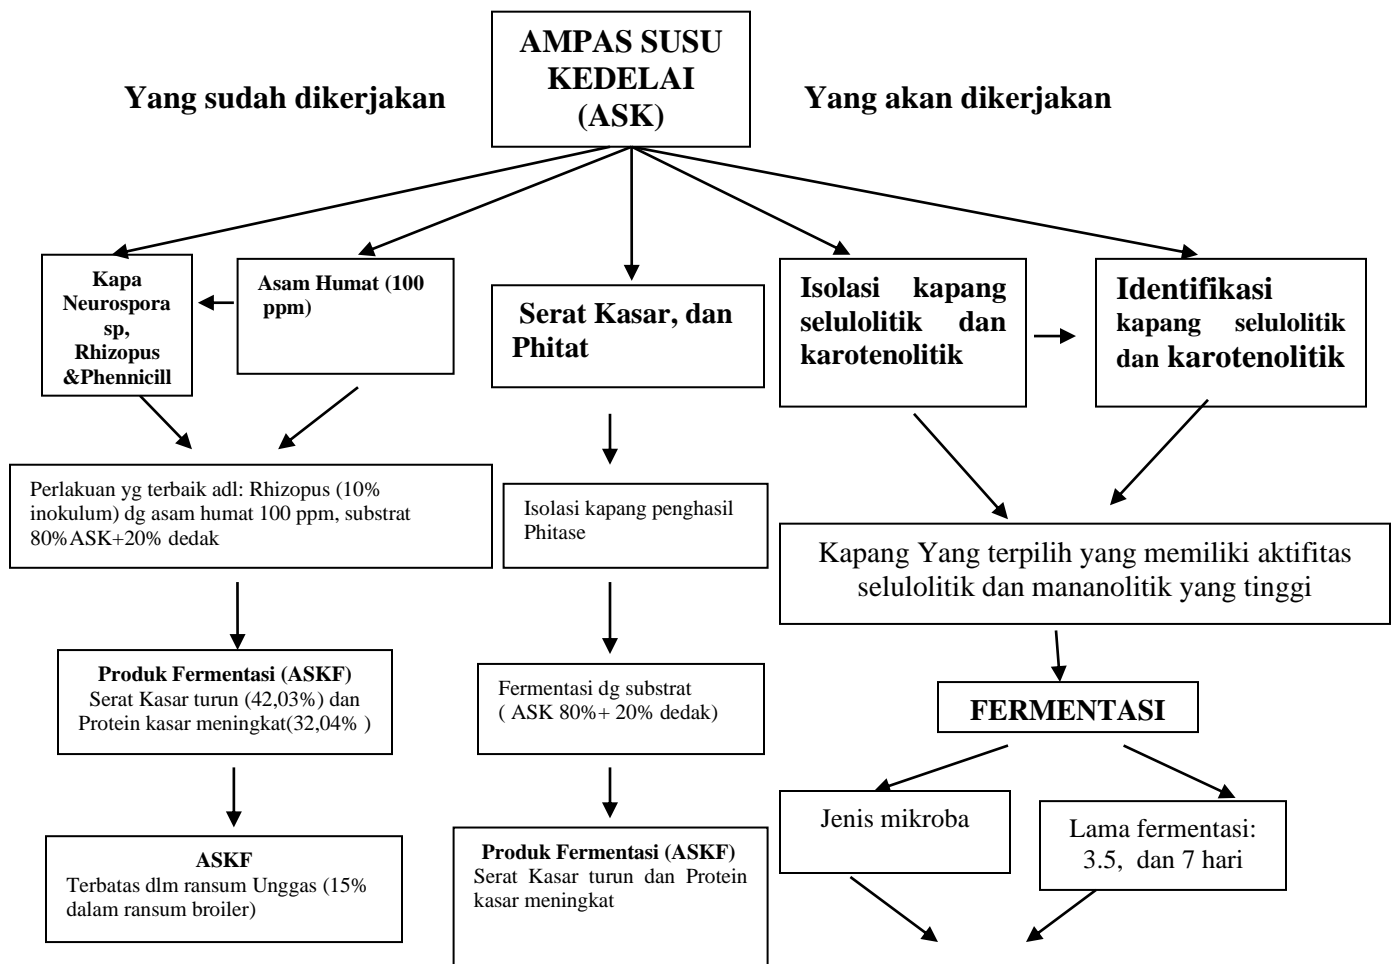 AMPAS SUSU
KEDELAI
(ASK)
Yang sudah dikerjakan
Yang akan dikerjakan
Kapa
Neurospora
sp,
Rhizopus
&Phennicill
Asam Humat (100
ppm)
Serat Kasar, dan
Phitat
Isolasi kapang
selulolitik dan
karotenolitik
Identifikasi
kapang selulolitik
dan karotenolitik
Perlakuan yg terbaik adl: Rhizopus (10%
inokulum) dg asam humat 100 ppm, substrat
80%ASK+20% dedak
Isolasi kapang penghasil
Phitase
Kapang Yang terpilih yang memiliki aktifitas
selulolitik dan mananolitik yang tinggi
Produk Fermentasi (ASKF)
Serat Kasar turun (42,03%) dan
Protein kasar meningkat(32,04% )
Fermentasi dg substrat
( ASK 80%+ 20% dedak)
FERMENTASI
Jenis mikroba
Lama fermentasi:
3.5, dan 7 hari
ASKF
Terbatas dlm ransum Unggas (15%
dalam ransum broiler)
Produk Fermentasi (ASKF)
Serat Kasar turun dan Protein
kasar meningkat